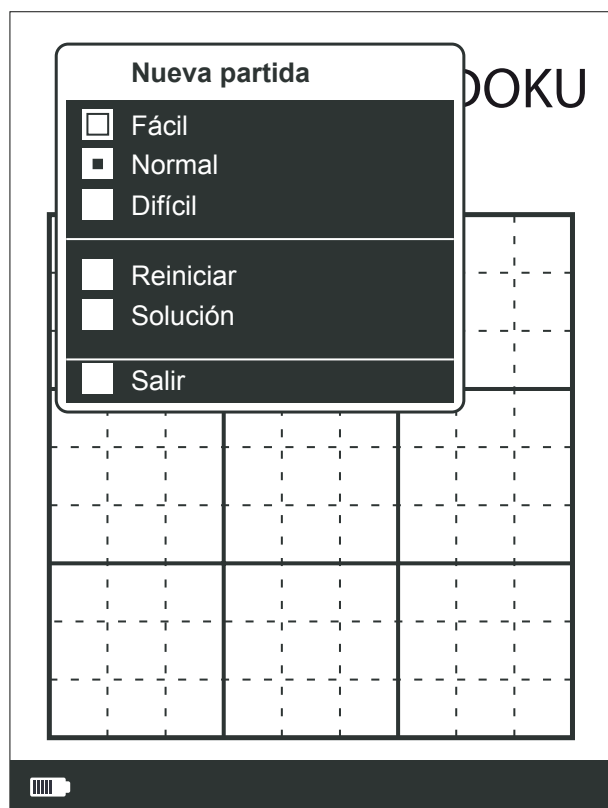 Nueva partida
DOKU
Fácil
Normal
Difícil
Reiniciar
Solución
Salir